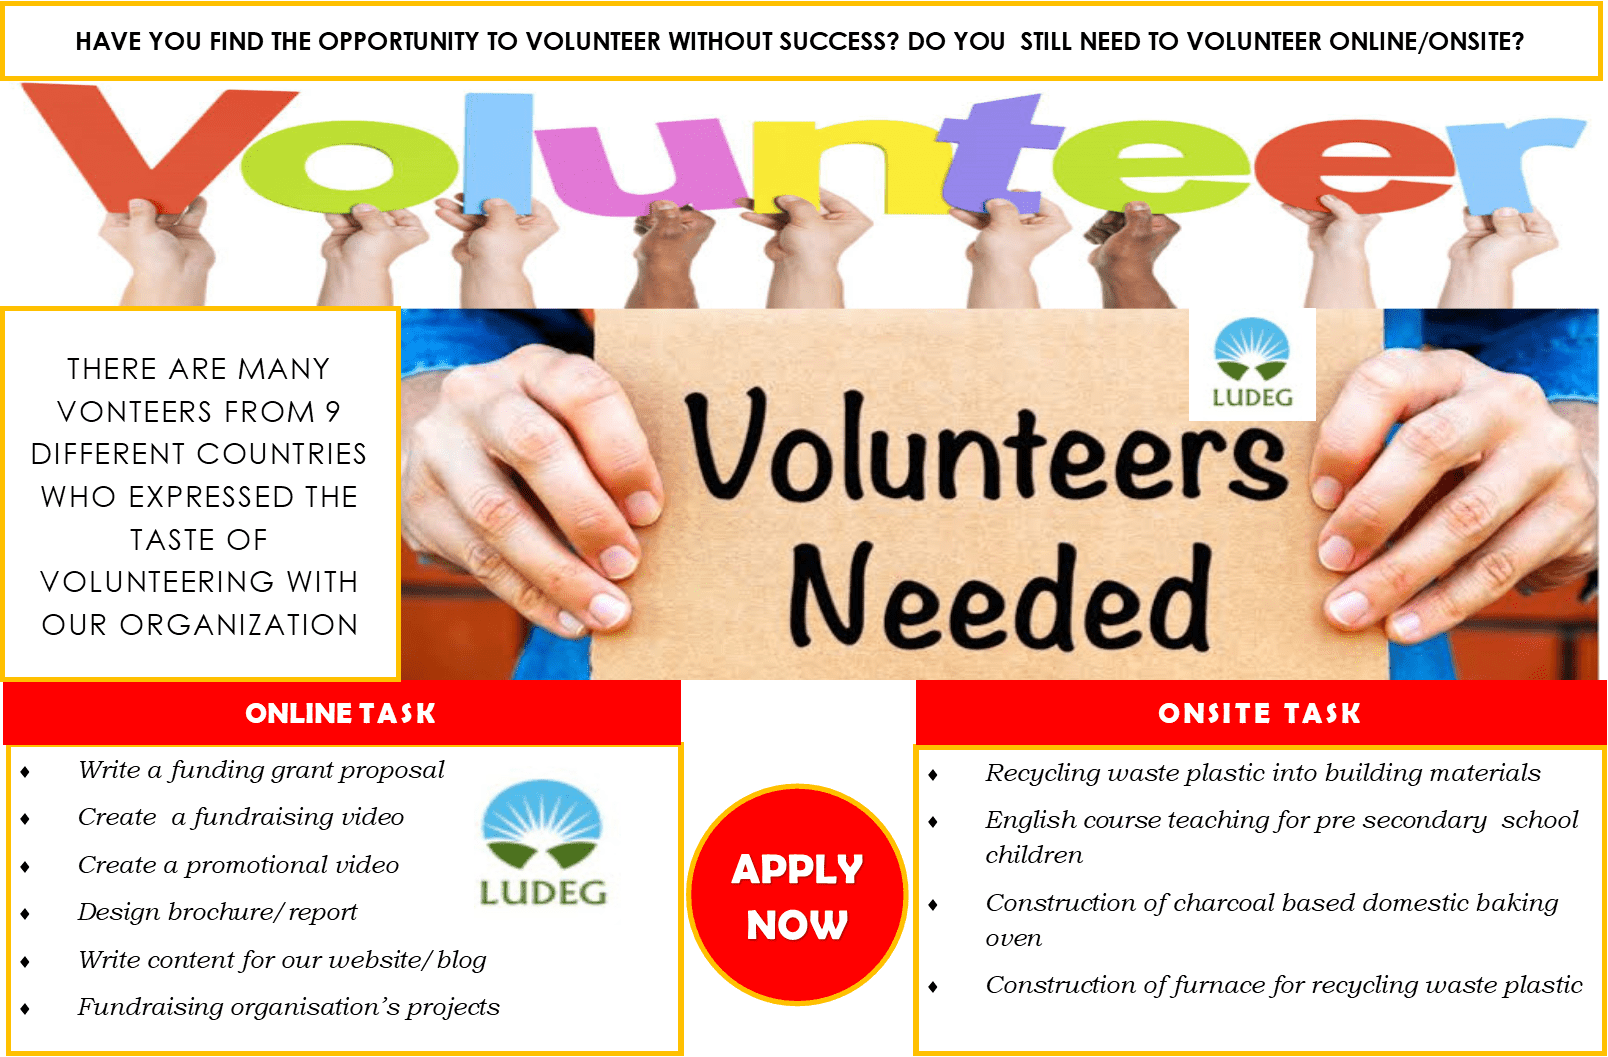 HAVE YOU FIND THE OPPORTUNITY TO VOLUNTEER WITHOUT SUCCESS? DO YOU  STILL NEED TO VOLUNTEER ONLINE/ONSITE?
Volunteer
THERE ARE MANY
VONTEERS FROM 9
DIFFERENT COUNTRIES
WHO EXPRESSED THE
TASTE OF
VOLUNTEERING WITH
OUR ORGANIZATION
LUDEG
Volunteers
Needed
ONLINE TASK
♦ Write a funding grant proposal
♦ Create  a fundraising video
♦ Create a promotional video
♦ Design brochure/report
♦ Write content for our website/blog
♦ Fundraising organisation's projects
LUDEG
APPLY
NOW
ONSITE TASK
♦ Recycling waste plastic into building materials
♦ English course teaching for pre secondary  school
children
♦ Construction of charcoal based domestic baking
oven
♦ Construction of furnace for recycling waste plastic